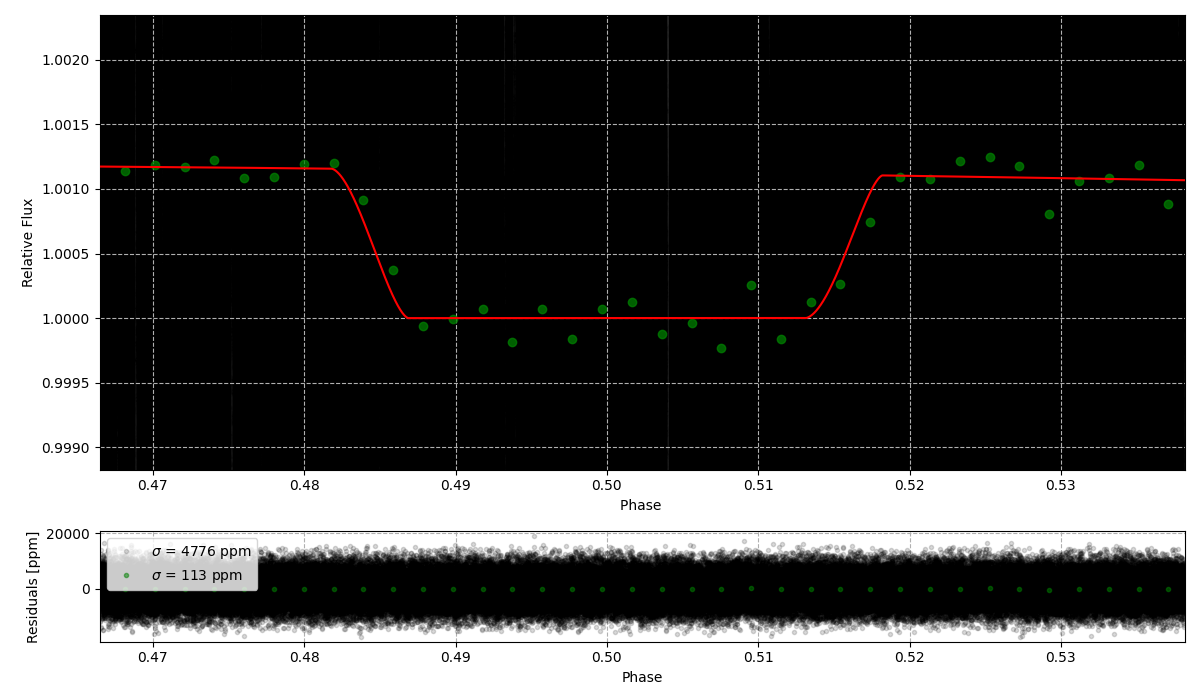 1.0020
1.0015
1.0010
1.0005
1.0000
0.9995
0.9990
Relative Flux
0.47 0.48 0.49 0.50 0.51 0.52 0.53
Phase
20000
0
Residuals [ppm]
σ = 4776 ppm
σ = 113 ppm
0.47 0.48 0.49 0.50 0.51 0.52 0.53
Phase